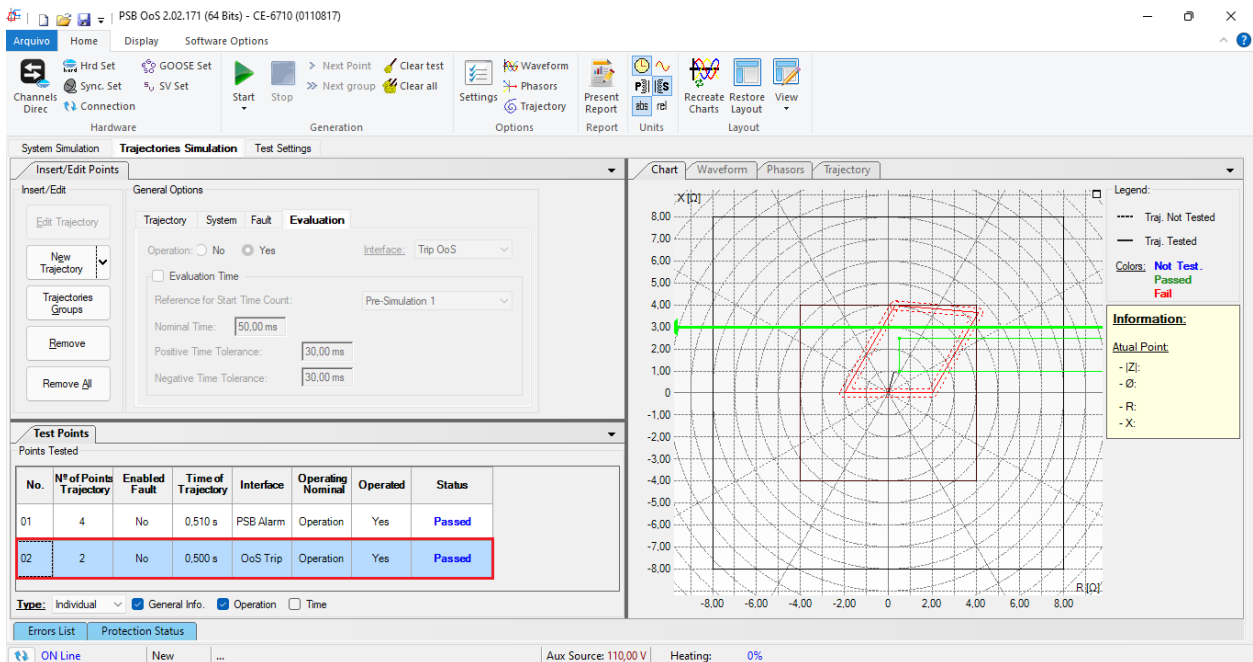 PSB OoS 2.02.171 (64 Bits) - CE-6710 (0110817)
Arquivo Home Display Software Options
Channels Direc
Hrd Set
Sync. Set
Connection
GOOSE Set
SV Set
Hardware
Start
Stop
Next Point
Next group
Clear test
Clear all
Generation
Settings
Waveform
Phasors
Trajectory
Options
Present Report
Report
abs rel
Units
Recreate Charts
Restore Layout
View
Layout
System Simulation Trajectories Simulation Test Settings
Insert/Edit Points
Insert/Edit
Edit Trajectory
New Trajectory
Trajectories Groups
Remove
Remove All
General Options
Trajectory System Fault Evaluation
Operation: No Yes
Interface: Trip OoS
Evaluation Time
Reference for Start Time Count: Pre-Simulation 1
Nominal Time: 50,00 ms
Positive Time Tolerance: 30,00 ms
Negative Time Tolerance: 30,00 ms
Test Points
Points Tested
No. Nº of Points Trajectory Enabled Fault Time of Trajectory Interface Operating Nominal Operated Status
01 4 No 0,510 s PSB Alarm Operation Yes Passed
02 2 No 0,500 s OoS Trip Operation Yes Passed
Type: Individual General Info. Operation Time
Chart Waveform Phasors Trajectory
X [Ω]
8,00
7,00
6,00
5,00
4,00
3,00
2,00
1,00
0
-1,00
-2,00
-3,00
-4,00
-5,00
-6,00
-7,00
-8,00
R [Ω]
-8,00 -6,00 -4,00 -2,00 0 2,00 4,00 6,00 8,00
Legend:
Traj. Not Tested
Traj. Tested
Colors: Not Test.
Passed
Fail
Information:
Atual Point:
- |Z|:
- Ø:
- R:
- X:
Errors List Protection Status
ON Line New ... Aux Source: 110,00 V Heating: 0%